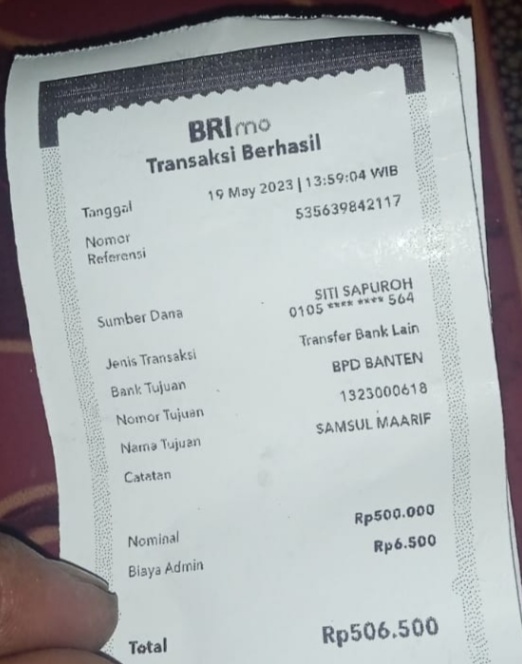 BRImo
Transaksi Berhasil
Tanggal 19 May 2023 | 13:59:04 WIB
Nomor Referensi 535639842117
Sumber Dana SITI SAPUROH
0105 **** **** 564
Jenis Transaksi Transfer Bank Lain
Bank Tujuan BPD BANTEN
Nomor Tujuan 1323000618
Nama Tujuan SAMSUL MAARIF
Catatan
Nominal Rp500.000
Biaya Admin Rp6.500
Total Rp506.500